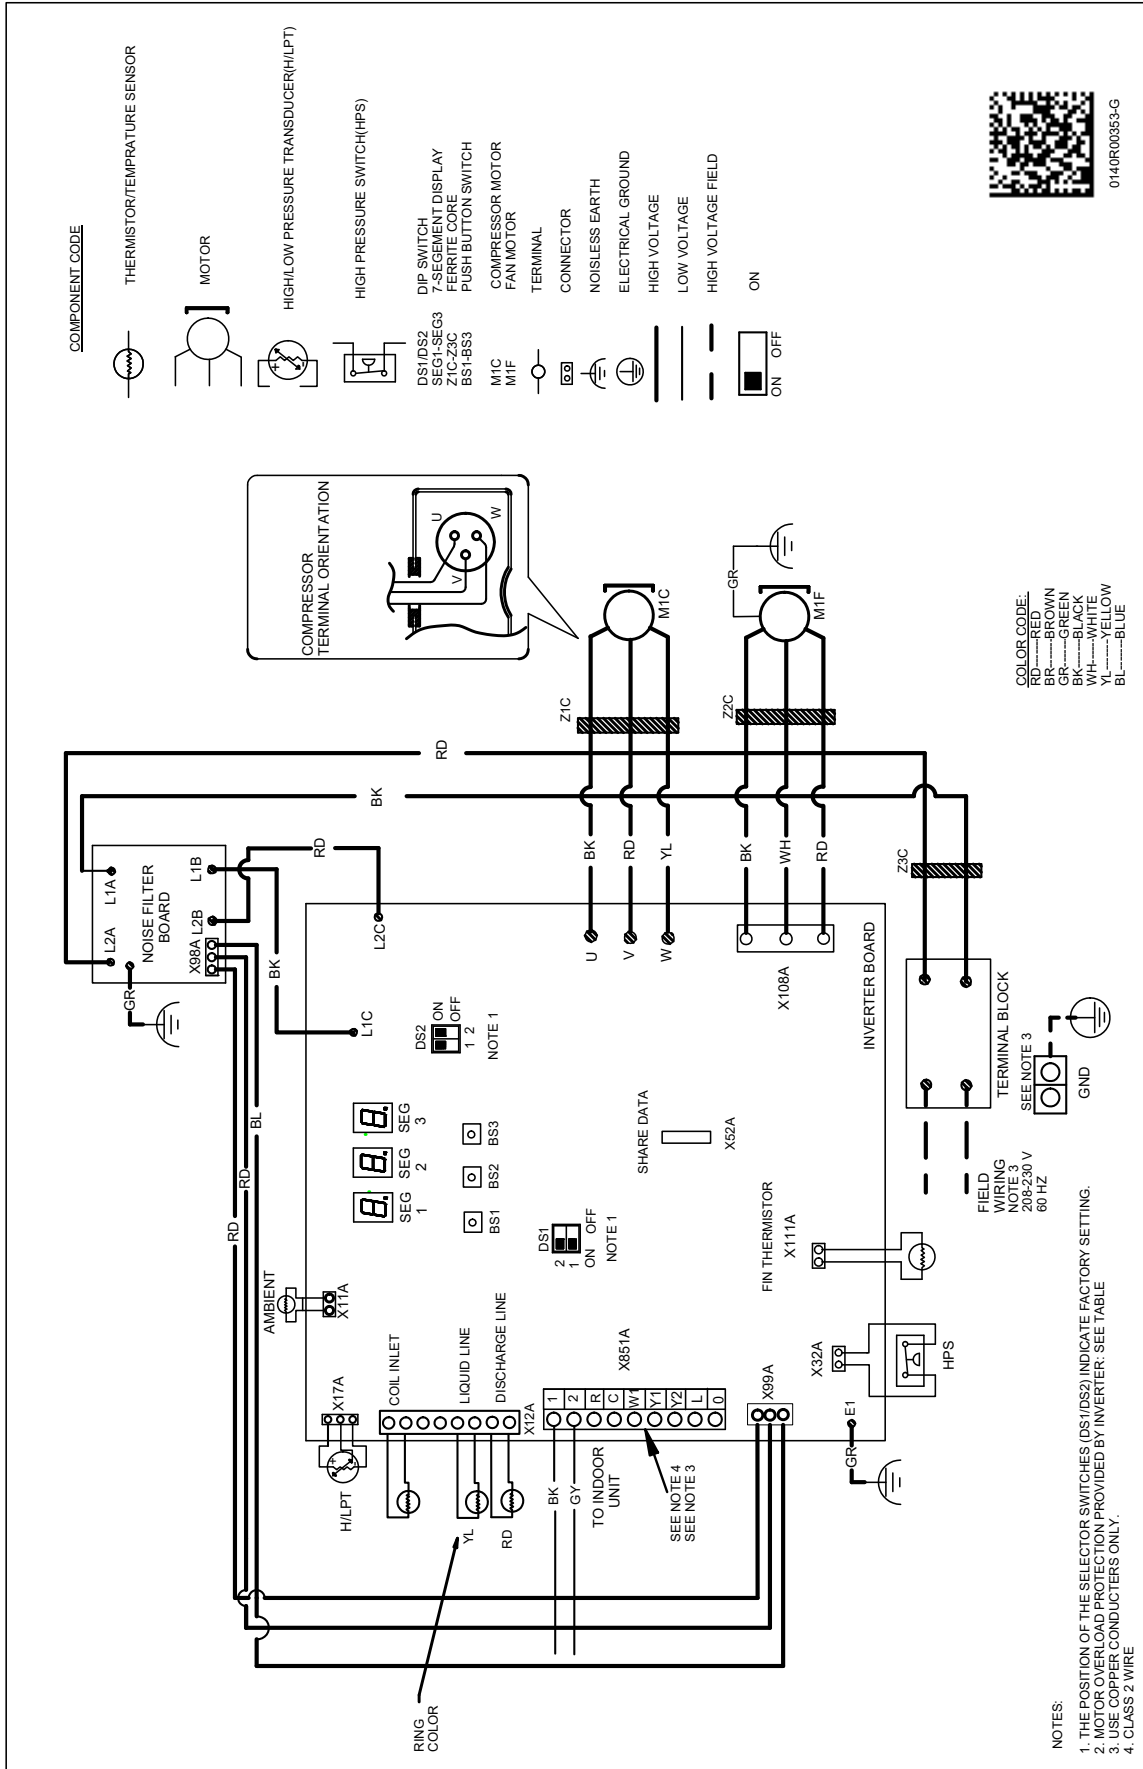 COMPONENT CODE
THERMISTOR/TEMPRATURE SENSOR
MOTOR
HIGH/LOW PRESSURE TRANSDUCER(H/LPT)
HIGH PRESSURE SWITCH(HPS)
DS1/DS2 DIP SWITCH
SEG1-SEG3 7-SEGEMENT DISPLAY
Z1C-Z3C FERRITE CORE
BS1-BS3 PUSH BUTTON SWITCH
M1C COMPRESSOR MOTOR
M1F FAN MOTOR
TERMINAL
CONNECTOR
NOISLESS EARTH
ELECTRICAL GROUND
HIGH VOLTAGE
LOW VOLTAGE
HIGH VOLTAGE FIELD
ON OFF ON
0140R00353-G
COMPRESSOR
TERMINAL ORIENTATION
U
V
W
NOISE FILTER
BOARD
L2A
L1A
X98A
L2B
L1B
GR
RD
BK
RD
BK
L1C
L2C
RD
RD
BL
AMBIENT
X11A
X17A
H/LPT
COIL INLET
LIQUID LINE
DISCHARGE LINE
X12A
YL
RD
RING
COLOR
SEG
1
SEG
2
SEG
3
BS1
BS2
BS3
DS2
ON
OFF
1 2
NOTE 1
DS1
2
1
ON OFF
NOTE 1
SHARE DATA
X52A
X851A
1
2
R
C
W1
Y1
Y2
L
0
BK
GY
TO INDOOR
UNIT
SEE NOTE 4
SEE NOTE 3
X99A
E1
GR
X32A
HPS
FIN THERMISTOR
X111A
U
V
W
BK
RD
YL
Z1C
M1C
X108A
BK
WH
RD
Z2C
M1F
GR
INVERTER BOARD
Z3C
TERMINAL BLOCK
SEE NOTE 3
GND
FIELD
WIRING
NOTE 3
208-230 V
60 HZ
COLOR CODE:
RD------RED
BR------BROWN
GR------GREEN
BK------BLACK
WH------WHITE
YL------YELLOW
BL------BLUE
NOTES:
1. THE POSITION OF THE SELECTOR SWITCHES (DS1/DS2) INDICATE FACTORY SETTING.
2. MOTOR OVERLOAD PROTECTION PROVIDED BY INVERTER: SEE TABLE
3. USE COPPER CONDUCTERS ONLY.
4. CLASS 2 WIRE